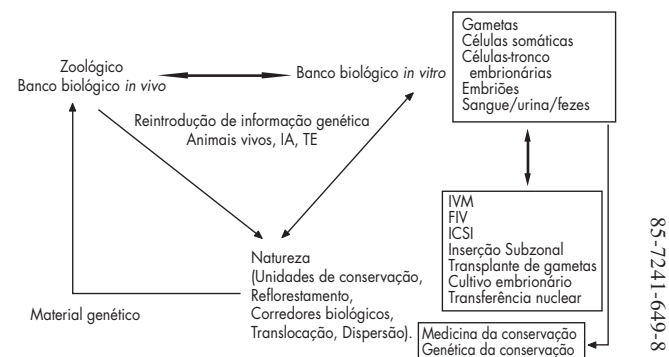 Zoológico
Banco biológico in vivo
Banco biológico in vitro
Gametas
Células somáticas
Células-tronco
embrionárias
Embriões
Sangue/urina/fezes
Reintrodução de informação genética
Animais vivos, IA, TE
IVM
FIV
ICSI
Inserção Subzonal
Transplante de gametas
Cultivo embrionário
Transferência nuclear
Natureza
(Unidades de conservação,
Reflorestamento,
Corredores biológicos,
Translocação, Dispersão).
Material genético
Medicina da conservação
Genética da conservação
85-7241-649-8